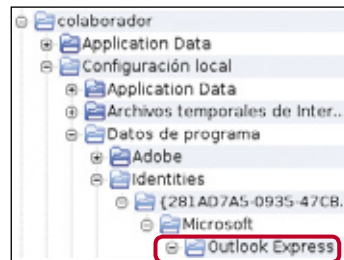 colaborador
Application Data
Configuración local
Application Data
Archivos temporales de Inter..
Datos de programa
Adobe
Identities
{281AD7A5-0935-47CB.
Microsoft
Outlook Express